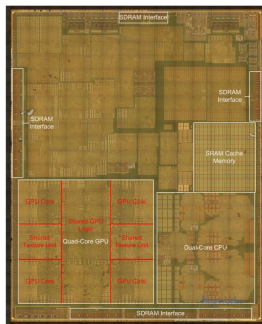 SDRAM Interface
SDRAM
Interface
SDRAM
Interface
SRAM Cache
Memory
GPU Core
Shared GPU
Logic
GPU Core
Shared
Texture Unit
Quad-Core GPU
Shared
Texture Unit
Dual-Core CPU
GPU Core
GPU Core
SDRAM Interface